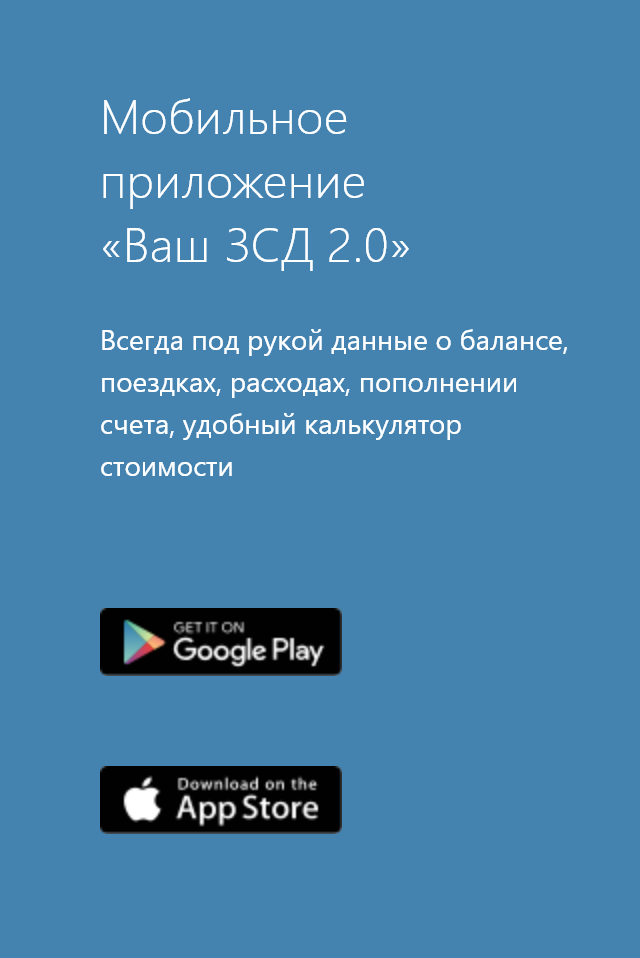 Мобильное
приложение
«Ваш ЗСД 2.0»
Всегда под рукой данные о балансе,
поездках, расходах, пополнении
счета, удобный калькулятор
стоимости
GET IT ON
Google Play
Download on the
App Store